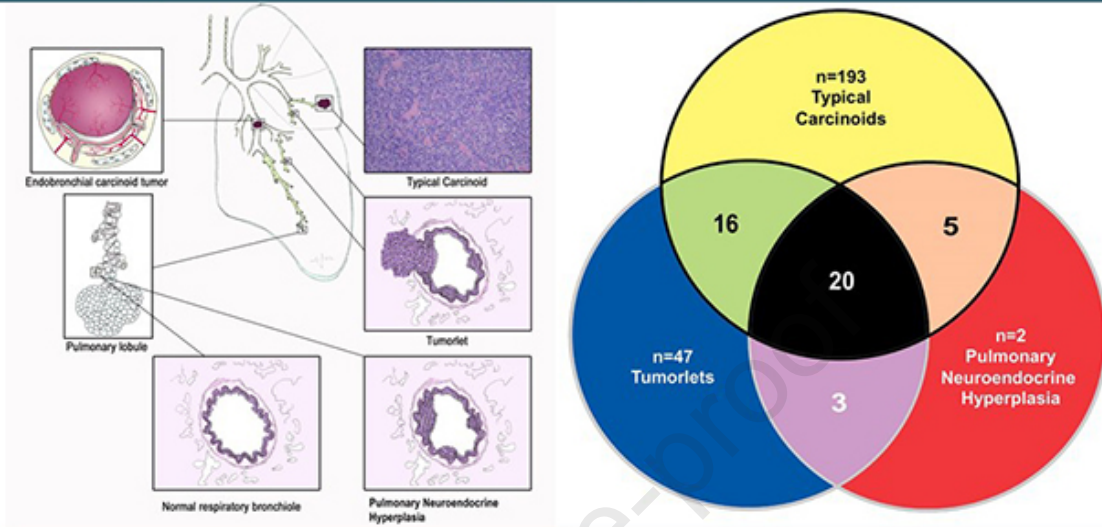 Endobronchial carcinoid tumor
Typical Carcinoid
Pulmonary lobule
Tumorlet
Normal respiratory bronchiole
Pulmonary Neuroendocrine
Hyperplasia
n=193
Typical
Carcinoids
16
5
20
n=47
Tumorlets
n=2
Pulmonary
Neuroendocrine
Hyperplasia
3
e-proof